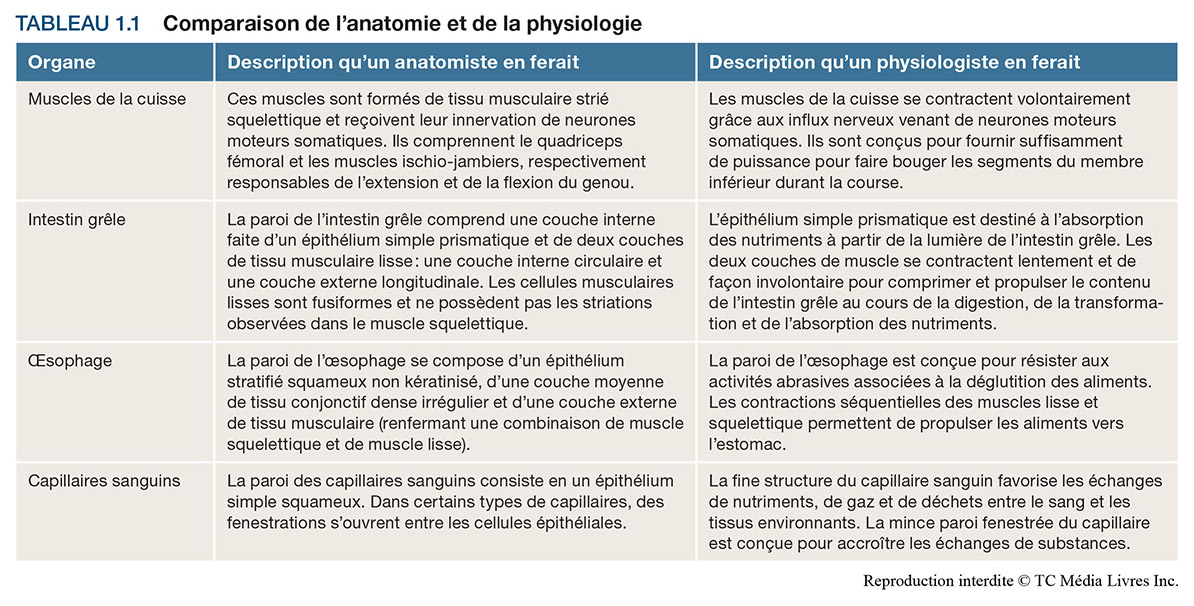 TABLEAU 1.1 Comparaison de l’anatomie et de la physiologie
Organe
Description qu’un anatomiste en ferait
Description qu’un physiologiste en ferait
Muscles de la cuisse
Ces muscles sont formés de tissu musculaire strié
squelettique et reçoivent leur innervation de neurones
moteurs somatiques. Ils comprennent le quadriceps
fémoral et les muscles ischio-jambiers, respectivement
responsables de l’extension et de la flexion du genou.
Les muscles de la cuisse se contractent volontairement
grâce aux influx nerveux venant de neurones moteurs
somatiques. Ils sont conçus pour fournir suffisamment
de puissance pour faire bouger les segments du membre
inférieur durant la course.
Intestin grêle
La paroi de l’intestin grêle comprend une couche interne
faite d’un épithélium simple prismatique et de deux couches
de tissu musculaire lisse : une couche interne circulaire et
une couche externe longitudinale. Les cellules musculaires
lisses sont fusiformes et ne possèdent pas les striations
observées dans le muscle squelettique.
L’épithélium simple prismatique est destiné à l’absorption
des nutriments à partir de la lumière de l’intestin grêle. Les
deux couches de muscle se contractent lentement et de
façon involontaire pour comprimer et propulser le contenu
de l’intestin grêle au cours de la digestion, de la transforma-
tion et de l’absorption des nutriments.
Œsophage
La paroi de l’œsophage se compose d’un épithélium
stratifié squameux non kératinisé, d’une couche moyenne
de tissu conjonctif dense irrégulier et d’une couche externe
de tissu musculaire (renfermant une combinaison de muscle
squelettique et de muscle lisse).
La paroi de l’œsophage est conçue pour résister aux
activités abrasives associées à la déglutition des aliments.
Les contractions séquentielles des muscles lisse et
squelettique permettent de propulser les aliments vers
l’estomac.
Capillaires sanguins
La paroi des capillaires sanguins consiste en un épithélium
simple squameux. Dans certains types de capillaires, des
fenestrations s’ouvrent entre les cellules épithéliales.
La fine structure du capillaire sanguin favorise les échanges
de nutriments, de gaz et de déchets entre le sang et les
tissus environnants. La mince paroi fenestrée du capillaire
est conçue pour accroître les échanges de substances.
Reproduction interdite © TC Média Livres Inc.